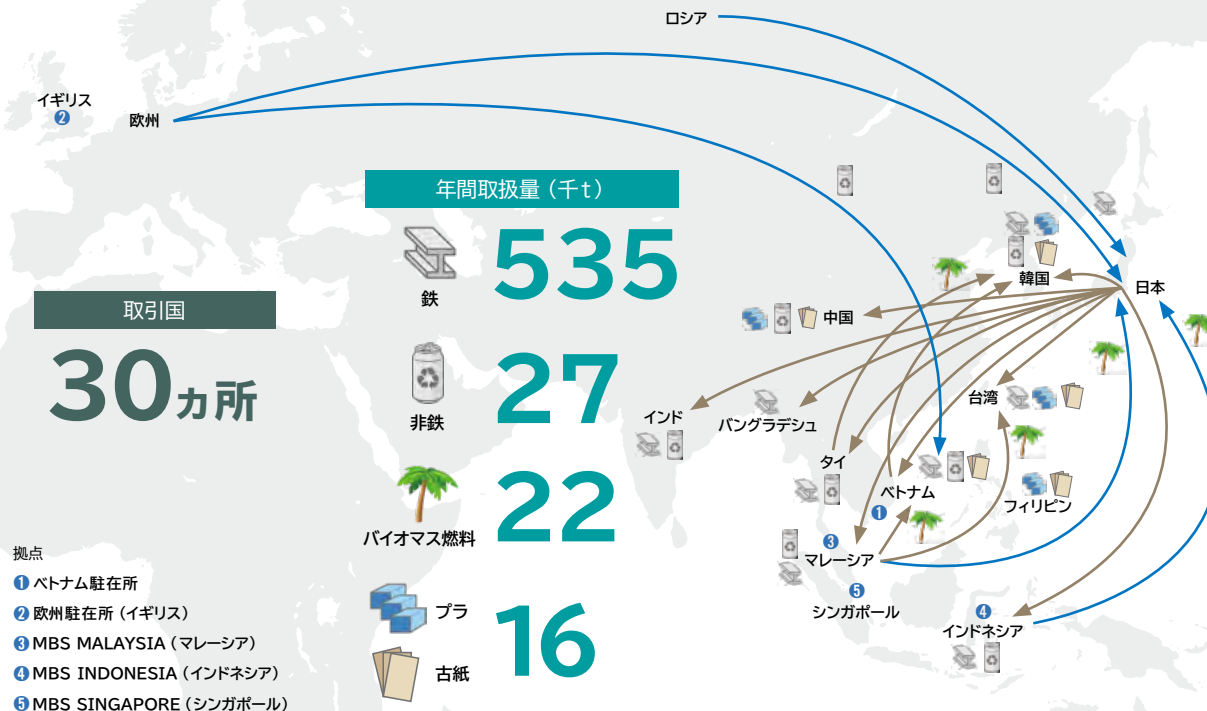 ロシア
イギリス
❷
欧州
年間取扱量（千t）
鉄
535
非鉄
27
バイオマス燃料
22
プラ
古紙
16
取引国
30ヵ所
韓国
日本
中国
台湾
インド
バングラデシュ
タイ
ベトナム
❶
フィリピン
❸
マレーシア
❺
シンガポール
❹
インドネシア
拠点
❶ベトナム駐在所
❷欧州駐在所（イギリス）
❸MBS MALAYSIA（マレーシア）
❹MBS INDONESIA（インドネシア）
❺MBS SINGAPORE（シンガポール）